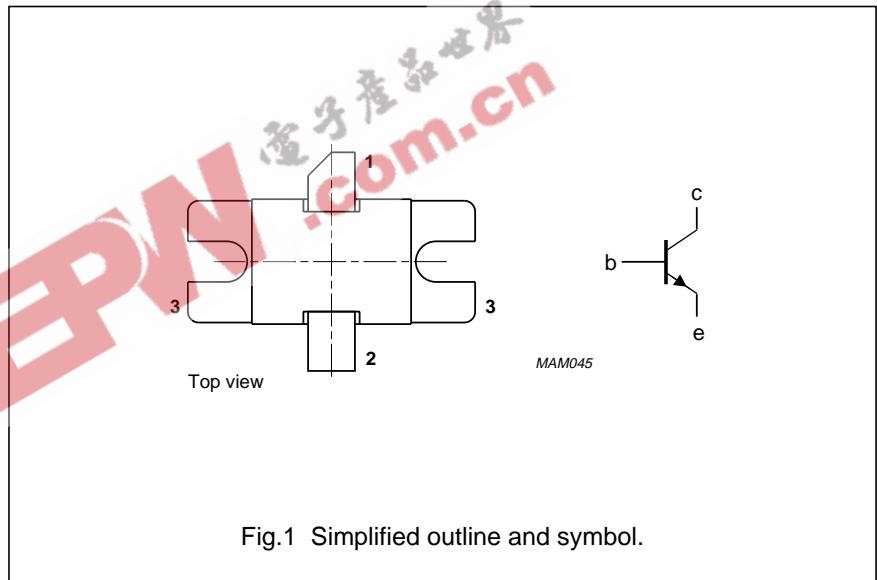 電子產品世界
EPW
.com.cn
1
c
b
3
3
e
2
MAM045
Top view
Fig.1 Simplified outline and symbol.